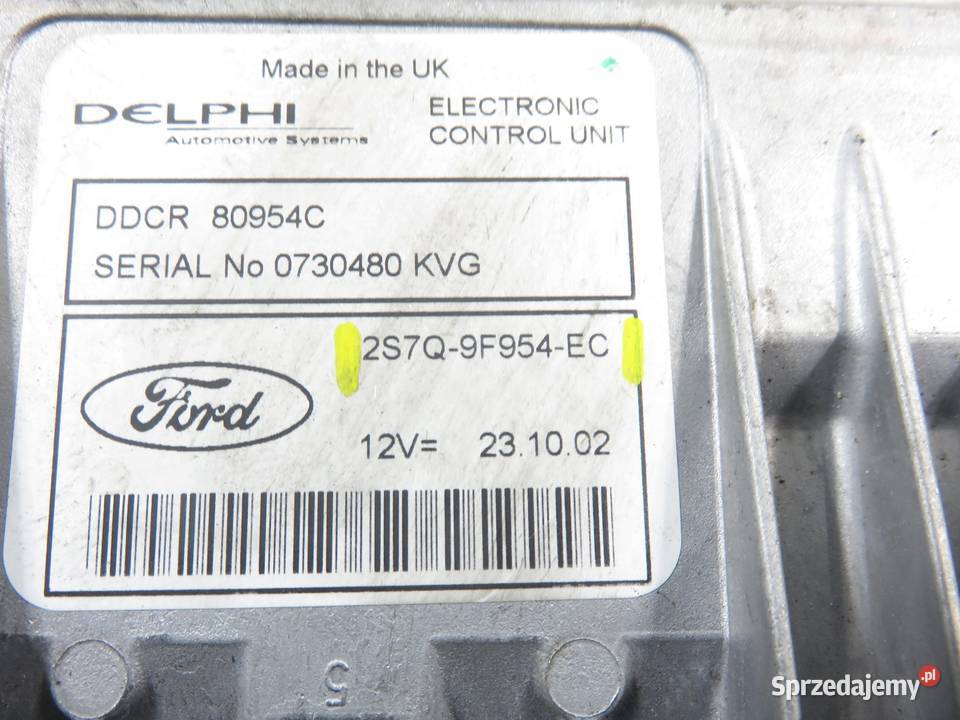 Made in the UK
DELPHI
Automotive Systems
ELECTRONIC
CONTROL UNIT
DDCR 80954C
SERIAL No 0730480 KVG
2S7Q-9F954-EC
Ford
12V= 23.10.02
5
Sprzedajemy.pl